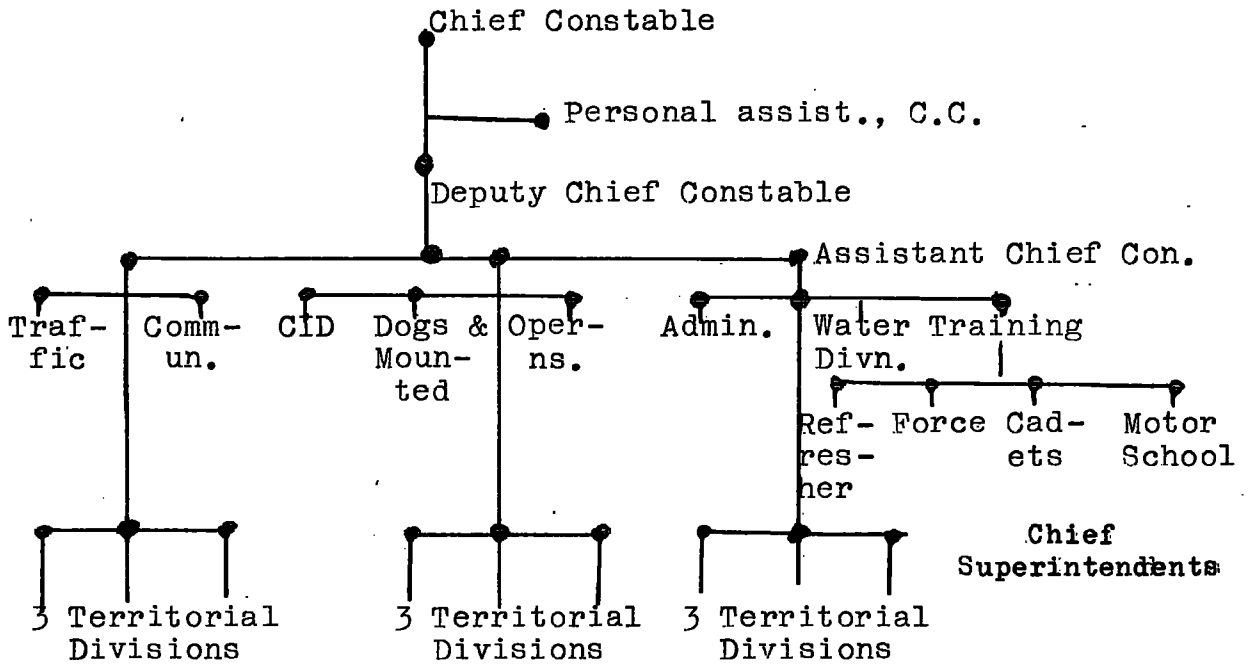 Chief Constable
Personal assist., C.C.
Deputy Chief Constable
Assistant Chief Con.
Traf-
fic
Comm-
un.
CID
Dogs &
Moun-
ted
Oper-
ns.
Admin.
Water
Divn.
Training
Ref-
res-
her
Force
Cad-
ets
Motor
School
Chief
Superintendents
3 Territorial
Divisions
3 Territorial
Divisions
3 Territorial
Divisions